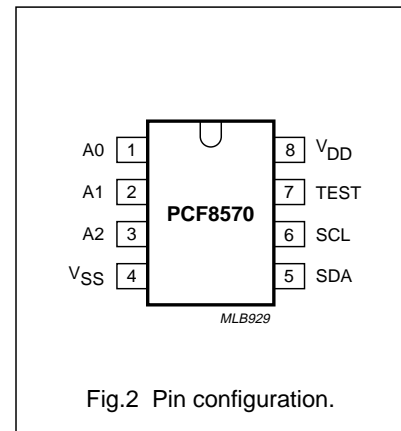 A0 1 8 VDD
A1 2 7 TEST
PCF8570
A2 3 6 SCL
VSS 4 5 SDA
MLB929
Fig.2 Pin configuration.